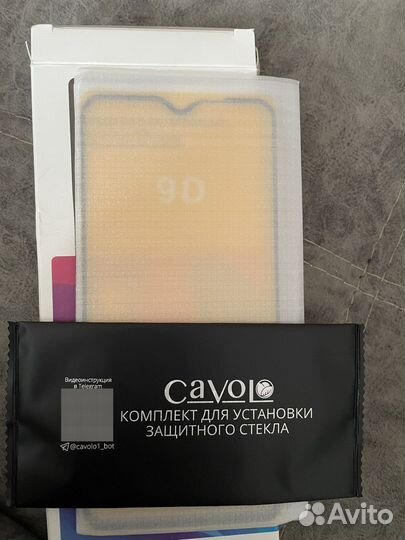 9D
Видеоинструкция
в Telegram
@cavolo1_bot
CAVOLO
КОМПЛЕКТ ДЛЯ УСТАНОВКИ
ЗАЩИТНОГО СТЕКЛА
Avito